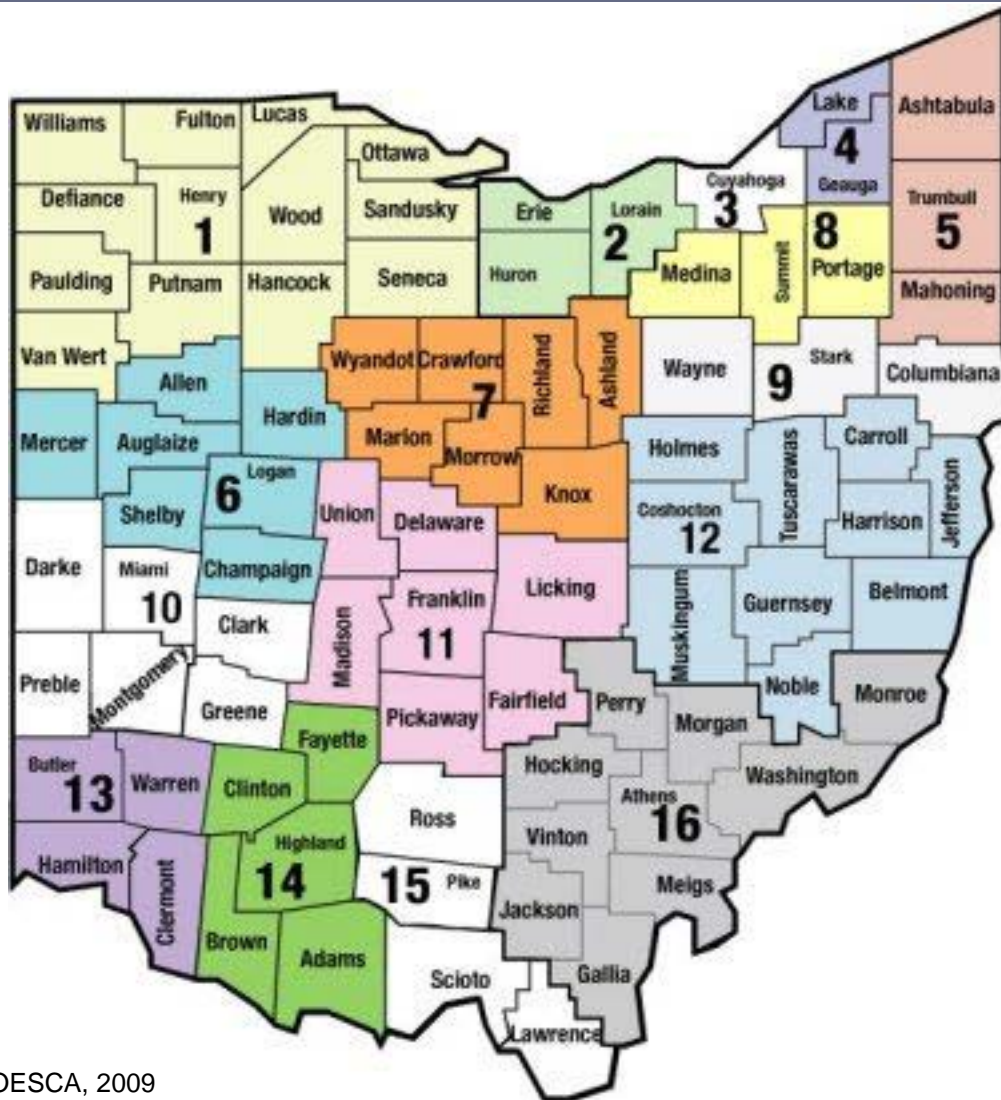 Williams
Fulton
Lucas
Ottawa
Lake
Ashtabula
4
Geauga
Defiance
Henry
1
Wood
Sandusky
Erie
Lorain
2
Cuyahoga
3
Trumbull
5
Paulding
Putnam
Hancock
Seneca
Huron
Medina
Summit
8
Portage
Mahoning
Van Wert
Allen
Wyandot
Crawford
7
Richland
Ashland
Wayne
9
Stark
Columbiana
Mercer
Auglaize
Hardin
Marion
Morrow
Holmes
Tuscarawas
Carroll
Shelby
6
Logan
Union
Delaware
Knox
Coshocton
12
Harrison
Jefferson
Darke
Miami
10
Champaign
Clark
Madison
Franklin
11
Licking
Muskingum
Guernsey
Belmont
Preble
Montgomery
Greene
Pickaway
Fairfield
Perry
Morgan
Noble
Monroe
Butler
13
Warren
Clinton
Fayette
Ross
Hocking
Athens
16
Washington
Hamilton
Clermont
Highland
14
15
Pike
Vinton
Meigs
Brown
Adams
Scioto
Jackson
Gallia
Lawrence
OESCA, 2009